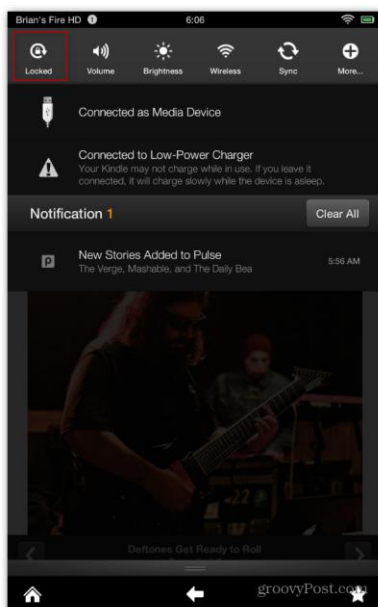 Brian's Fire HD 1 6:06
Locked Volume Brightness Wireless Sync More...
Connected as Media Device
Connected to Low-Power Charger
Your Kindle may not charge while in use. If you leave it
connected, it will charge slowly while the device is asleep.
Notification 1 Clear All
New Stories Added to Pulse 5:56 AM
The Verge, Mashable, and The Daily Bea
Deftones Get Ready to Roll
groovyPost.com